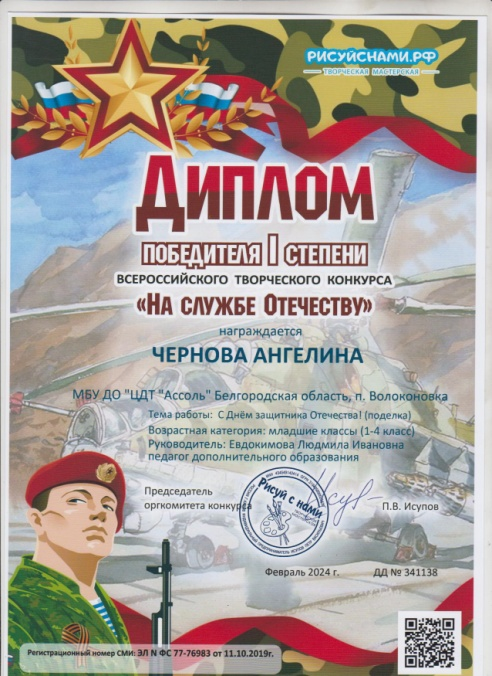 РИСУЙСНАМИ.РФ
ТВОРЧЕСКАЯ МАСТЕРСКАЯ
ДИПЛОМ
ПОБЕДИТЕЛЯ I СТЕПЕНИ
ВСЕРОССИЙСКОГО ТВОРЧЕСКОГО КОНКУРСА
«НА СЛУЖБЕ ОТЕЧЕСТВУ»
награждается
ЧЕРНОВА АНГЕЛИНА
МБУ ДО "ЦДТ "Ассоль" Белгородская область, п. Волоконовка
Тема работы: С Днём защитника Отечества! (поделка)
Возрастная категория: младшие классы (1-4 класс)
Руководитель: Евдокимова Людмила Ивановна
педагог дополнительного образования
Председатель
оргкомитета конкурса
П.В. Исупов
Рисуй с нами
Февраль 2024 г. ДД № 341138
Регистрационный номер СМИ: ЭЛ N ФС 77-76983 от 11.10.2019г.